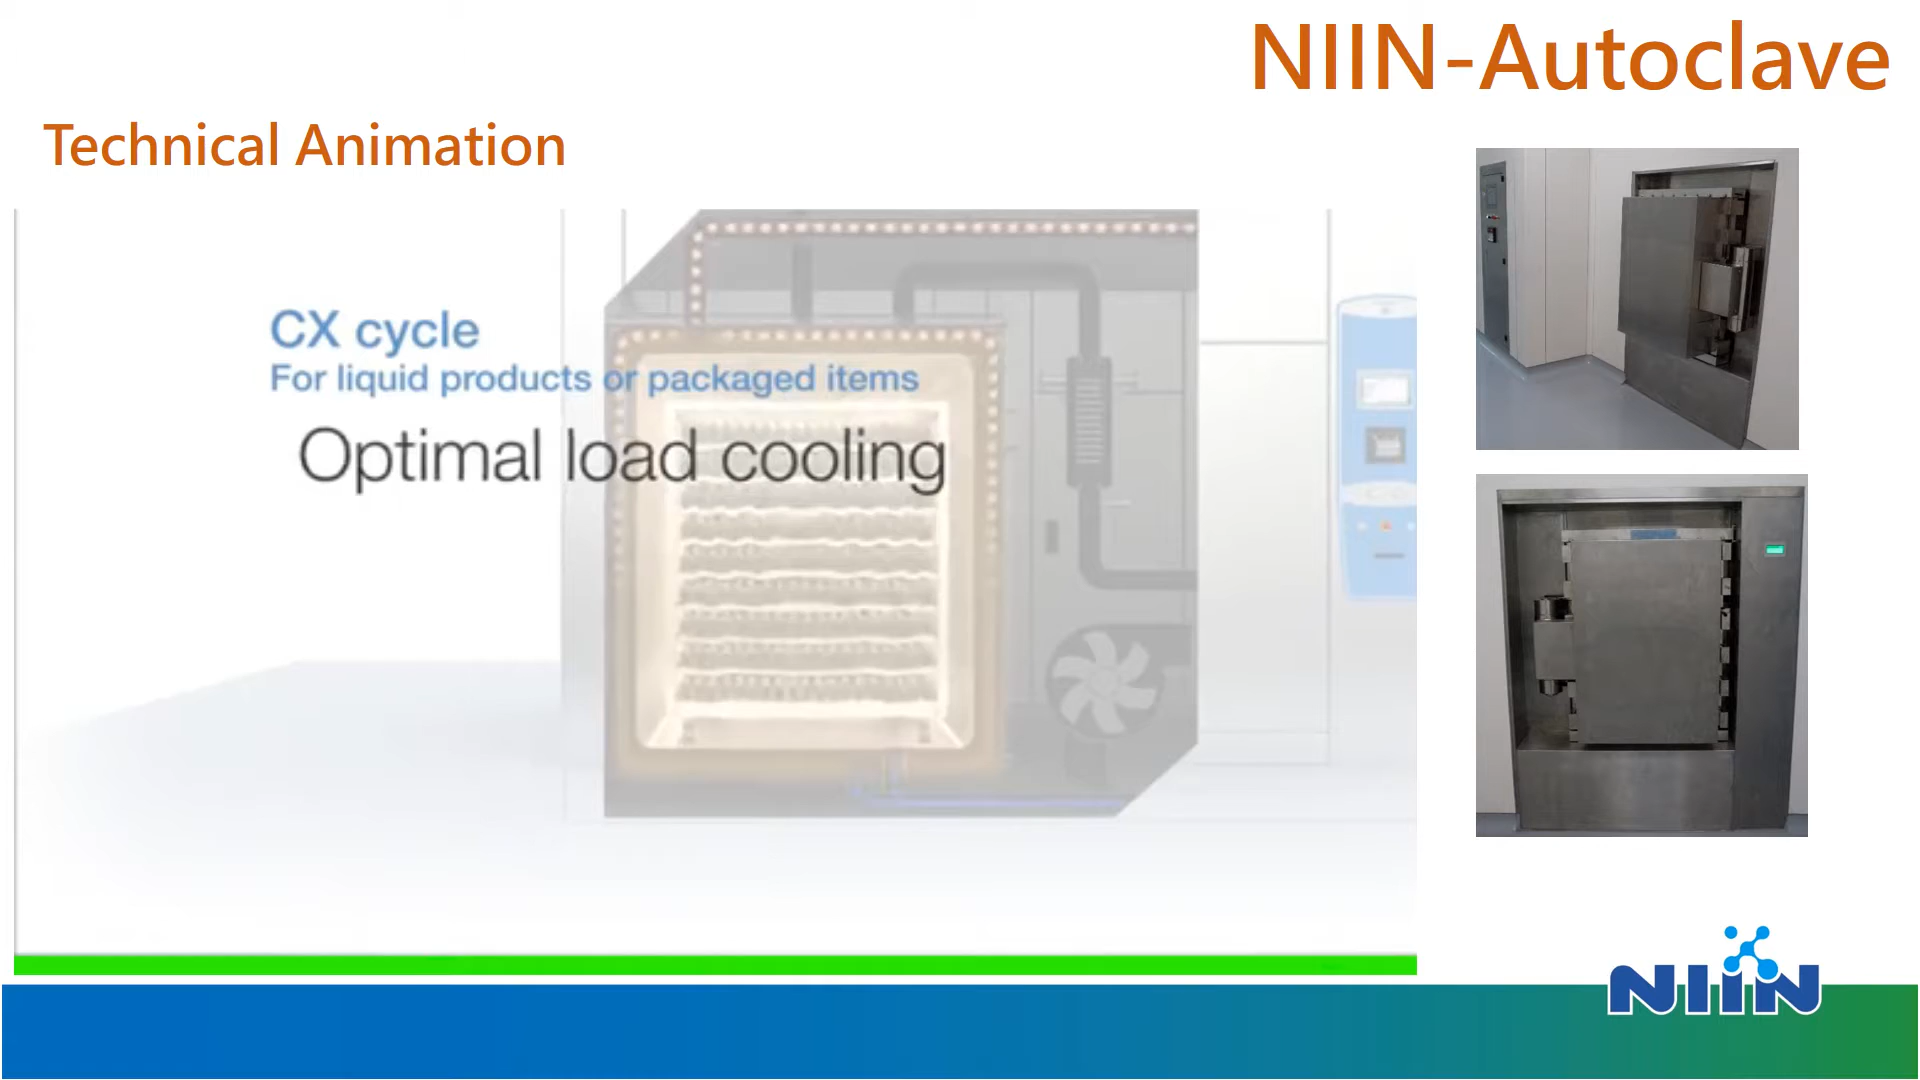 NIIN-Autoclave
Technical Animation
CX cycle
For liquid products or packaged items
Optimal load cooling
NIIN